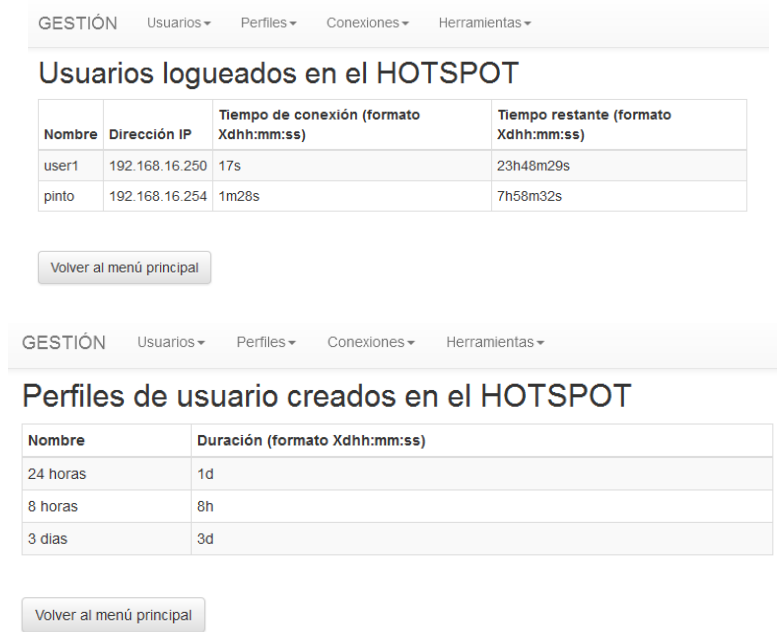 GESTIÓN Usuarios Perfiles Conexiones Herramientas
Usuarios logueados en el HOTSPOT
Nombre Dirección IP Tiempo de conexión (formato Xdhh:mm:ss) Tiempo restante (formato Xdhh:mm:ss)
user1 192.168.16.250 17s 23h48m29s
pinto 192.168.16.254 1m28s 7h58m32s
Volver al menú principal
GESTIÓN Usuarios Perfiles Conexiones Herramientas
Perfiles de usuario creados en el HOTSPOT
Nombre Duración (formato Xdhh:mm:ss)
24 horas 1d
8 horas 8h
3 dias 3d
Volver al menú principal